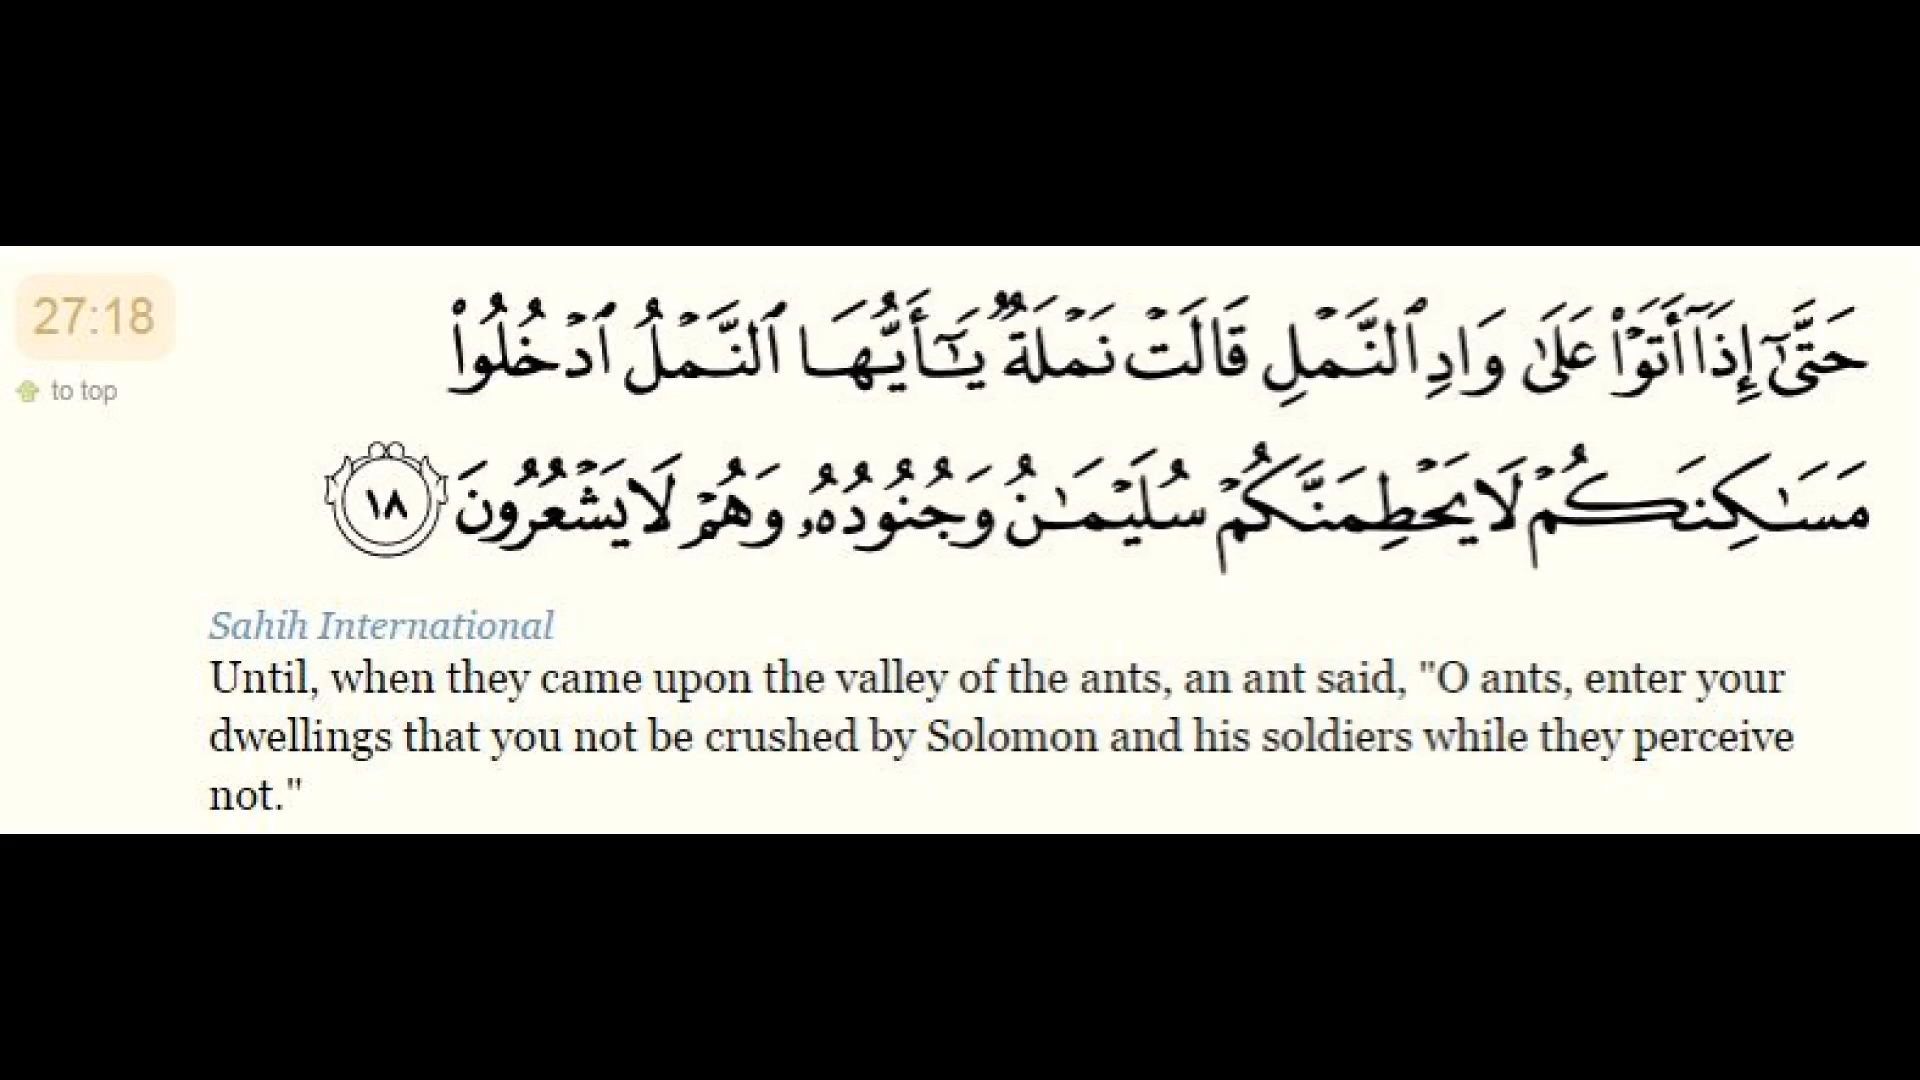 27:18
to top
حَتَّىٰٓ إِذَآ أَتَوْا۟ عَلَىٰ وَادِ ٱلنَّمْلِ قَالَتْ نَمْلَةٌ يَـٰٓأَيُّهَا ٱلنَّمْلُ ٱدْخُلُوا۟
مَسَـٰكِنَكُمْ لَا يَحْطِمَنَّكُمْ سُلَيْمَـٰنُ وَجُنُودُهُۥ وَهُمْ لَا يَشْعُرُونَ ١٨
Sahih International
Until, when they came upon the valley of the ants, an ant said, "O ants, enter your
dwellings that you not be crushed by Solomon and his soldiers while they perceive
not."